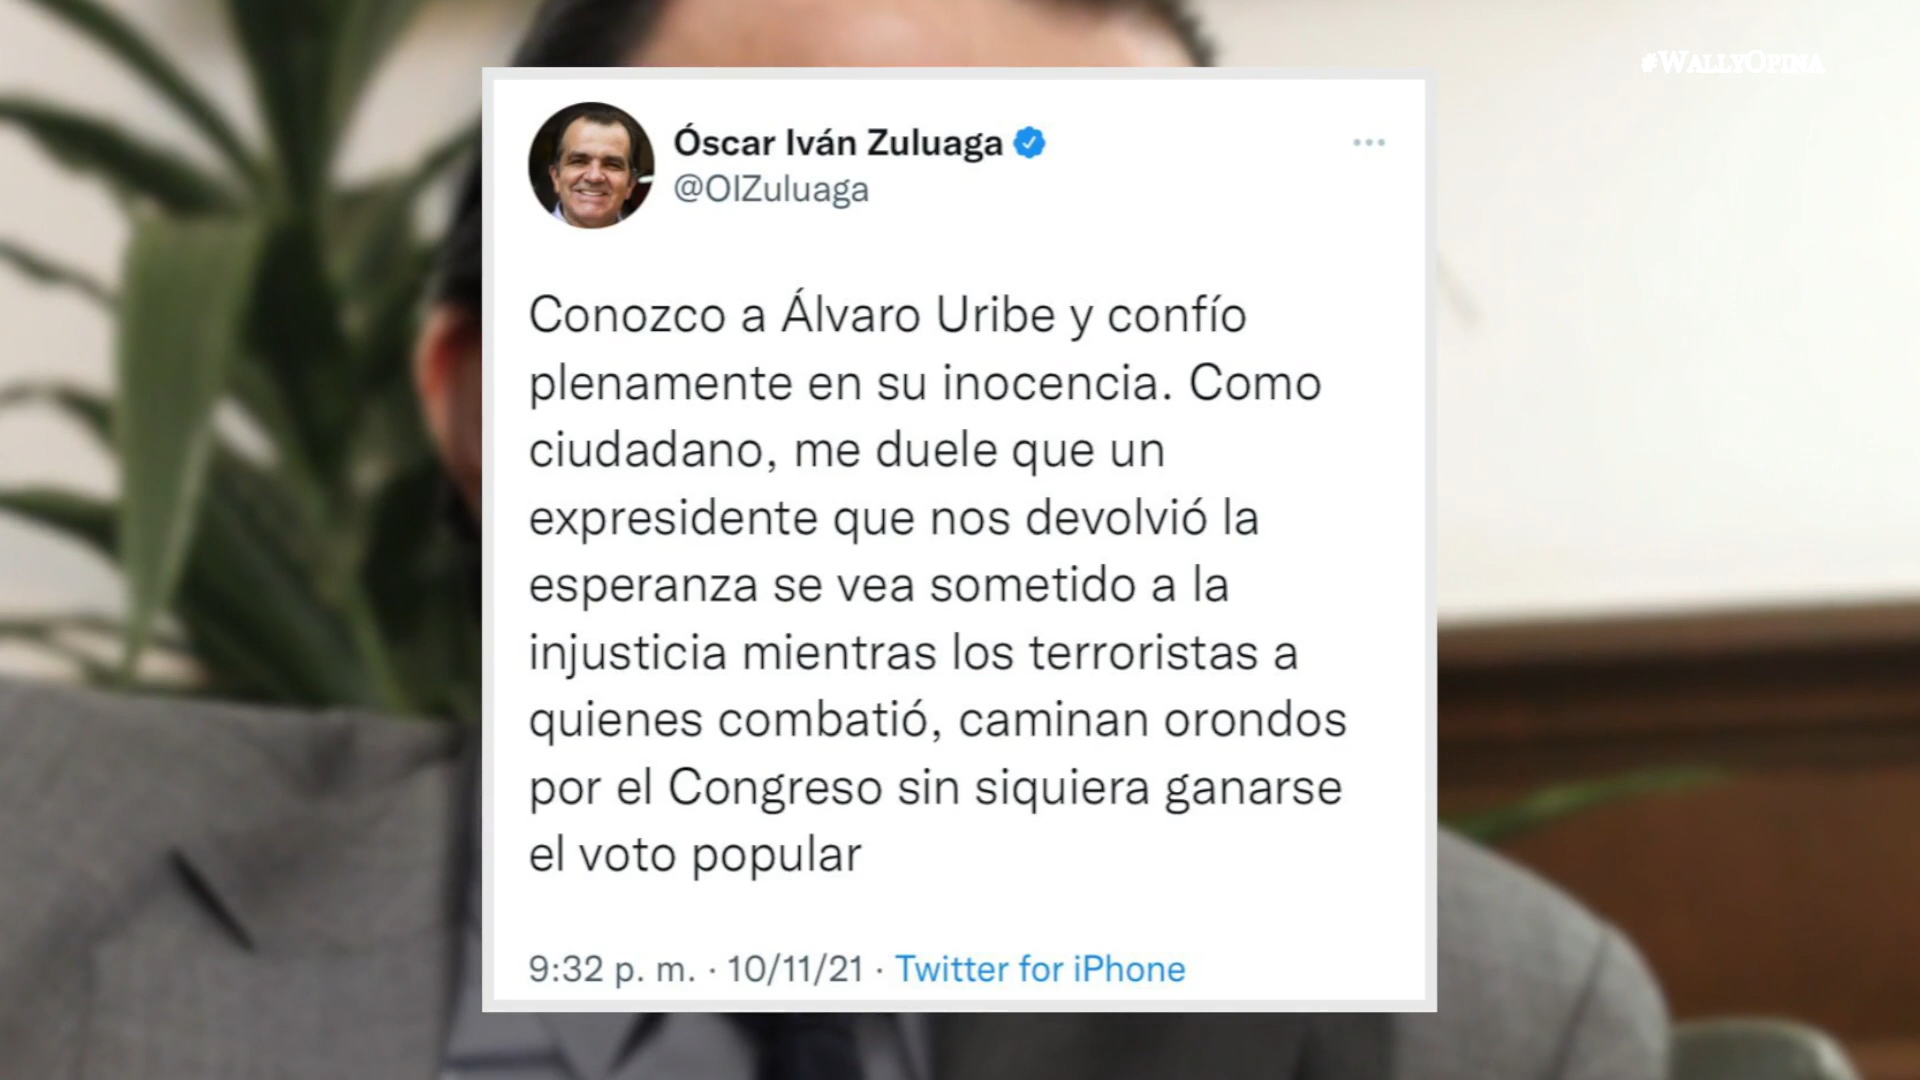 #WallyOpina
Óscar Iván Zuluaga
@OIZuluaga
Conozco a Álvaro Uribe y confío
plenamente en su inocencia. Como
ciudadano, me duele que un
expresidente que nos devolvió la
esperanza se vea sometido a la
injusticia mientras los terroristas a
quienes combatió, caminan orondos
por el Congreso sin siquiera ganarse
el voto popular
9:32 p. m. · 10/11/21 · Twitter for iPhone